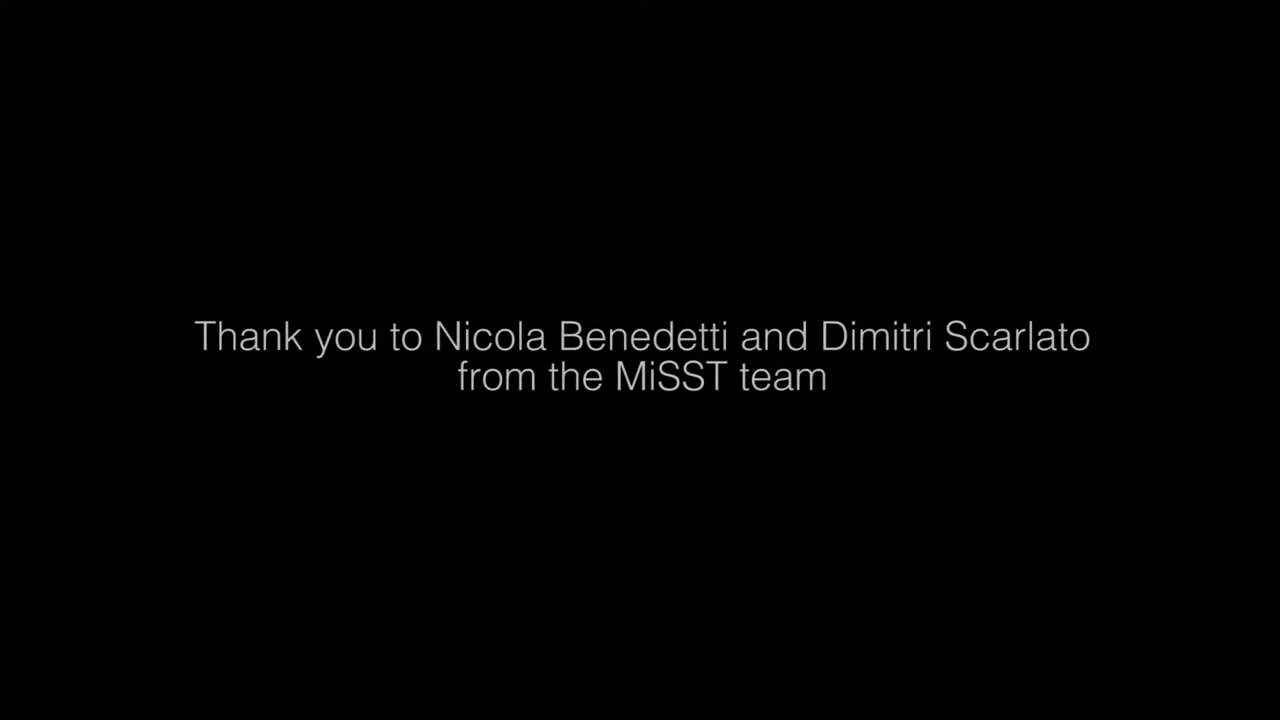 Thank you to Nicola Benedetti and Dimitri Scarlato
from the MiSST team